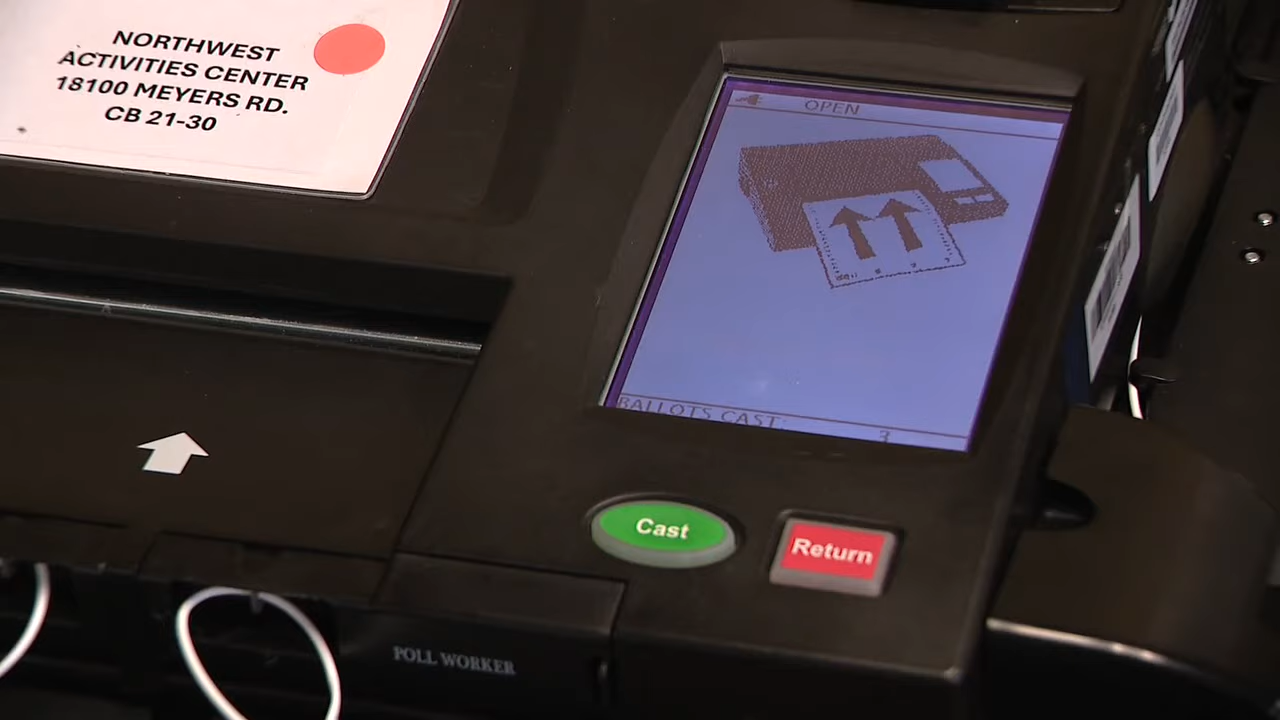 NORTHWEST
ACTIVITIES CENTER
18100 MEYERS RD.
CB 21-30
OPEN
BALLOTS CAST: 3
Cast
Return
POLL WORKER